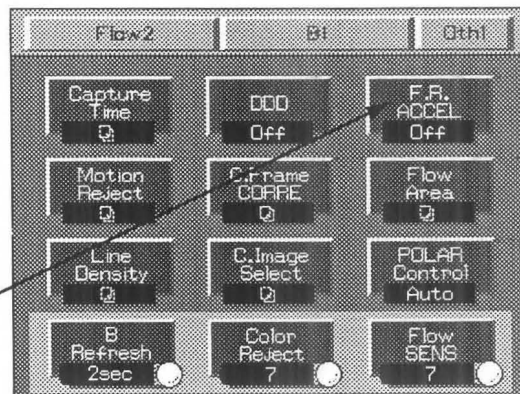 Flow2 B1 Oth1
Capture Time DDD Off F.R. ACCEL Off
Motion Reject C.Frame CORRE Flow Area
Line Density C.Image Select POLAR Control Auto
B Refresh 2sec Color Reject 7 Flow SENS 7